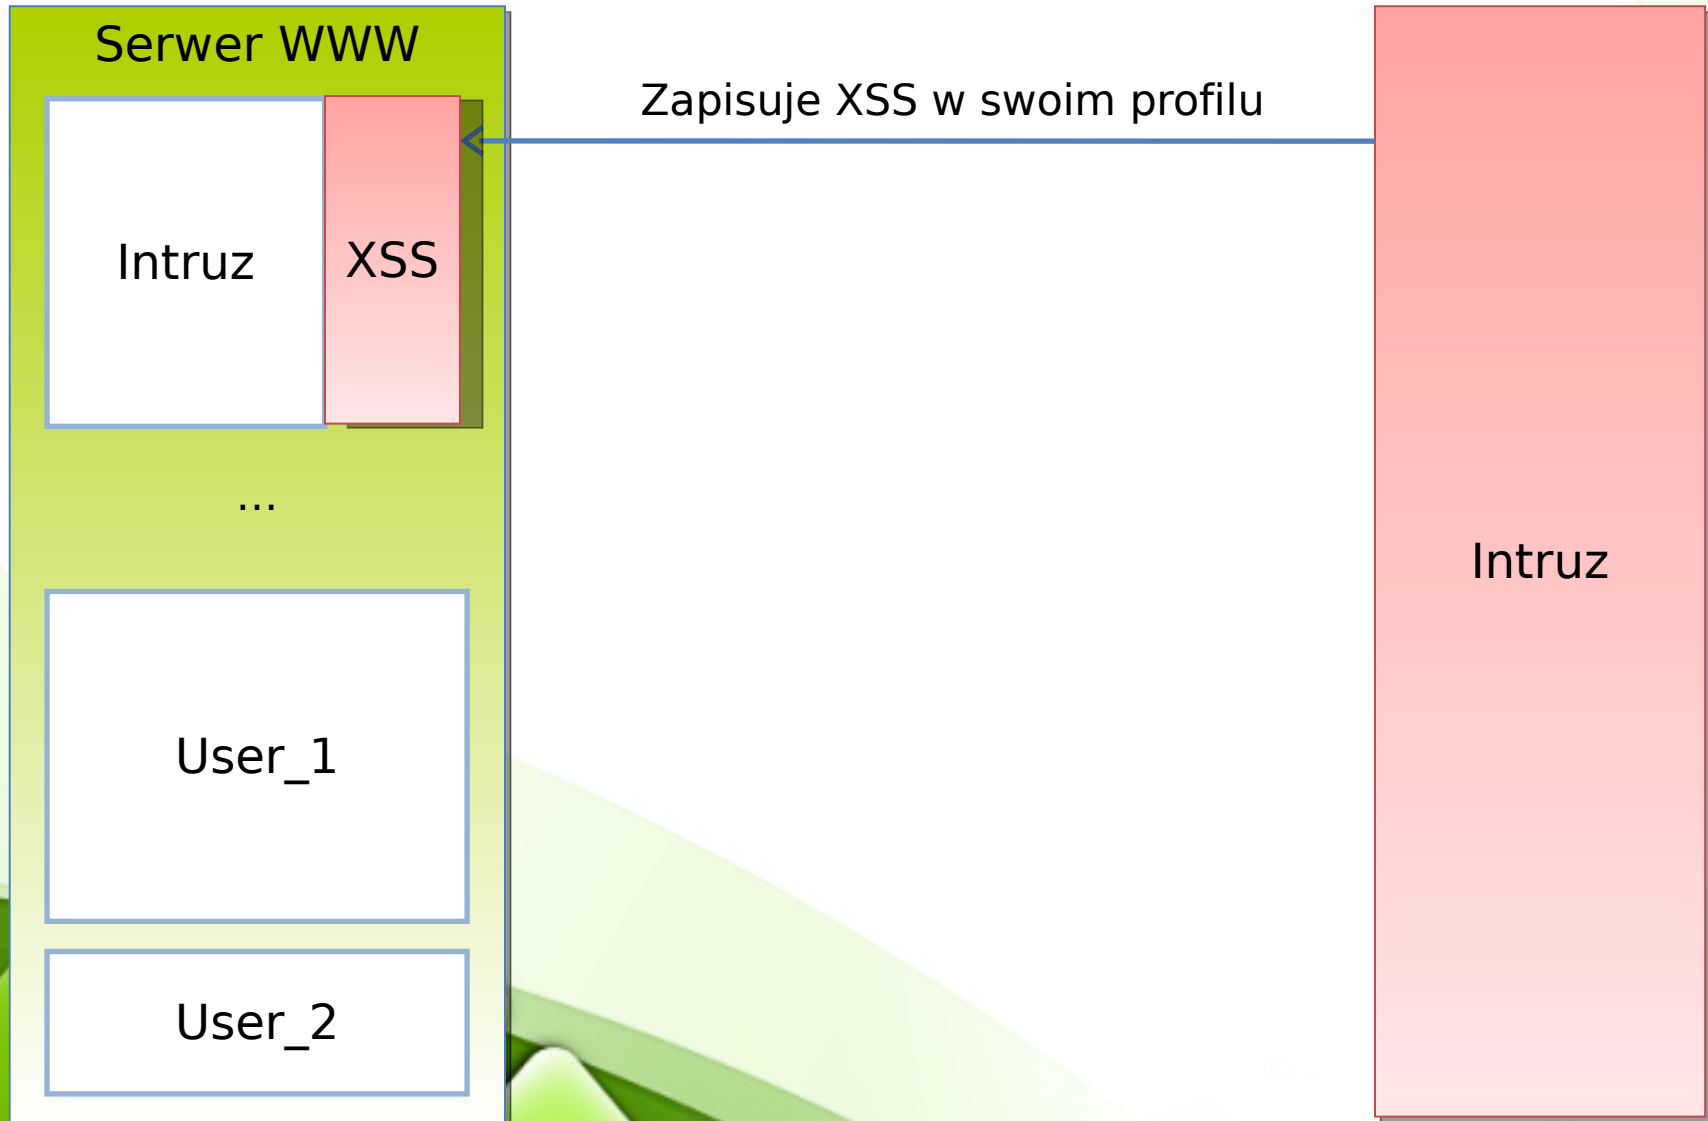 Serwer WWW
Zapisuje XSS w swoim profilu
Intruz
XSS
...
Intruz
User_1
User_2